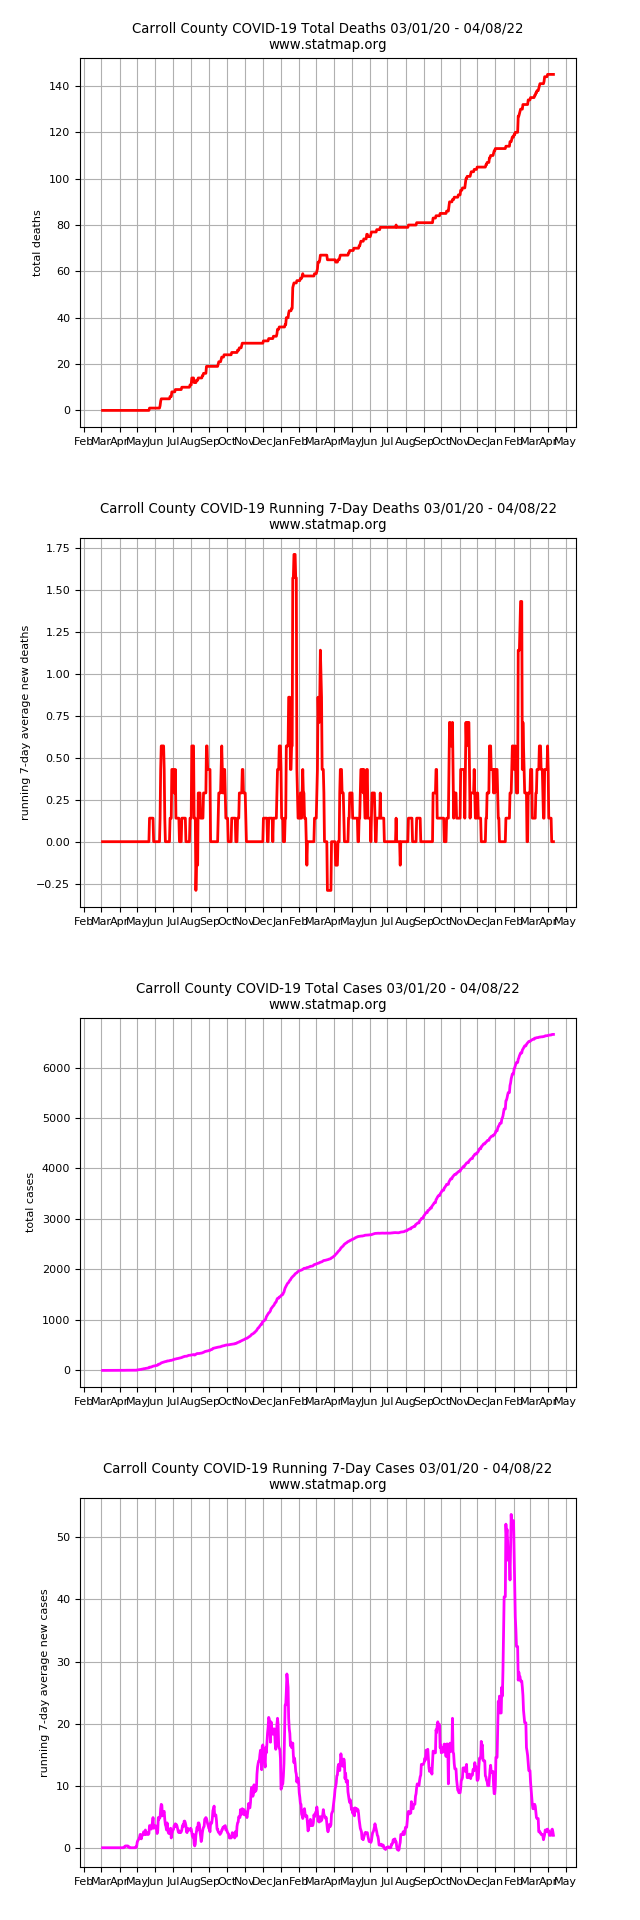 Carroll County COVID-19 Total Deaths 03/01/20 - 04/08/22
www.statmap.org
140
120
100
80
60
40
20
0
total deaths
Feb Mar Apr May Jun Jul Aug Sep Oct Nov Dec Jan Feb Mar Apr May Jun Jul Aug Sep Oct Nov Dec Jan Feb Mar Apr May
Carroll County COVID-19 Running 7-Day Deaths 03/01/20 - 04/08/22
www.statmap.org
1.75
1.50
1.25
1.00
0.75
0.50
0.25
0.00
−0.25
running 7-day average new deaths
Feb Mar Apr May Jun Jul Aug Sep Oct Nov Dec Jan Feb Mar Apr May Jun Jul Aug Sep Oct Nov Dec Jan Feb Mar Apr May
Carroll County COVID-19 Total Cases 03/01/20 - 04/08/22
www.statmap.org
6000
5000
4000
3000
2000
1000
0
total cases
Feb Mar Apr May Jun Jul Aug Sep Oct Nov Dec Jan Feb Mar Apr May Jun Jul Aug Sep Oct Nov Dec Jan Feb Mar Apr May
Carroll County COVID-19 Running 7-Day Cases 03/01/20 - 04/08/22
www.statmap.org
50
40
30
20
10
0
running 7-day average new cases
Feb Mar Apr May Jun Jul Aug Sep Oct Nov Dec Jan Feb Mar Apr May Jun Jul Aug Sep Oct Nov Dec Jan Feb Mar Apr May